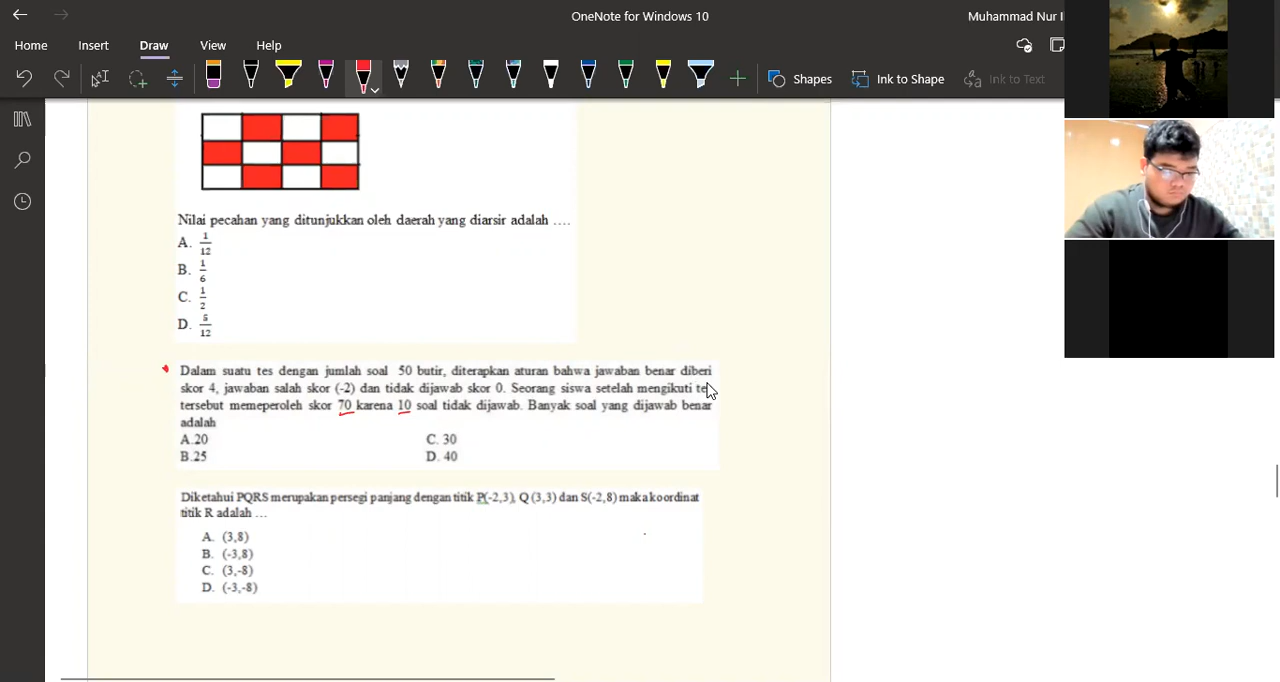 OneNote for Windows 10
Muhammad Nur
Home Insert Draw View Help
Shapes Ink to Shape Ink to Text
Nilai pecahan yang ditunjukkan oleh daerah yang diarsir adalah ....
A. 1/12
B. 1/6
C. 1/2
D. 5/12
Dalam suatu tes dengan jumlah soal 50 butir, diterapkan aturan bahwa jawaban benar diberi
skor 4, jawaban salah skor (-2) dan tidak dijawab skor 0. Seorang siswa setelah mengikuti
tersebut memeperoleh skor 70 karena 10 soal tidak dijawab. Banyak soal yang dijawab benar
adalah
A.20 C. 30
B.25 D. 40
Diketahui PQRS merupakan persegi panjang dengan titik P(-2,3), Q (3,3) dan S(-2,8) maka koordinat
titik R adalah ...
A. (3,8)
B. (-3,8)
C. (3,-8)
D. (-3,-8)